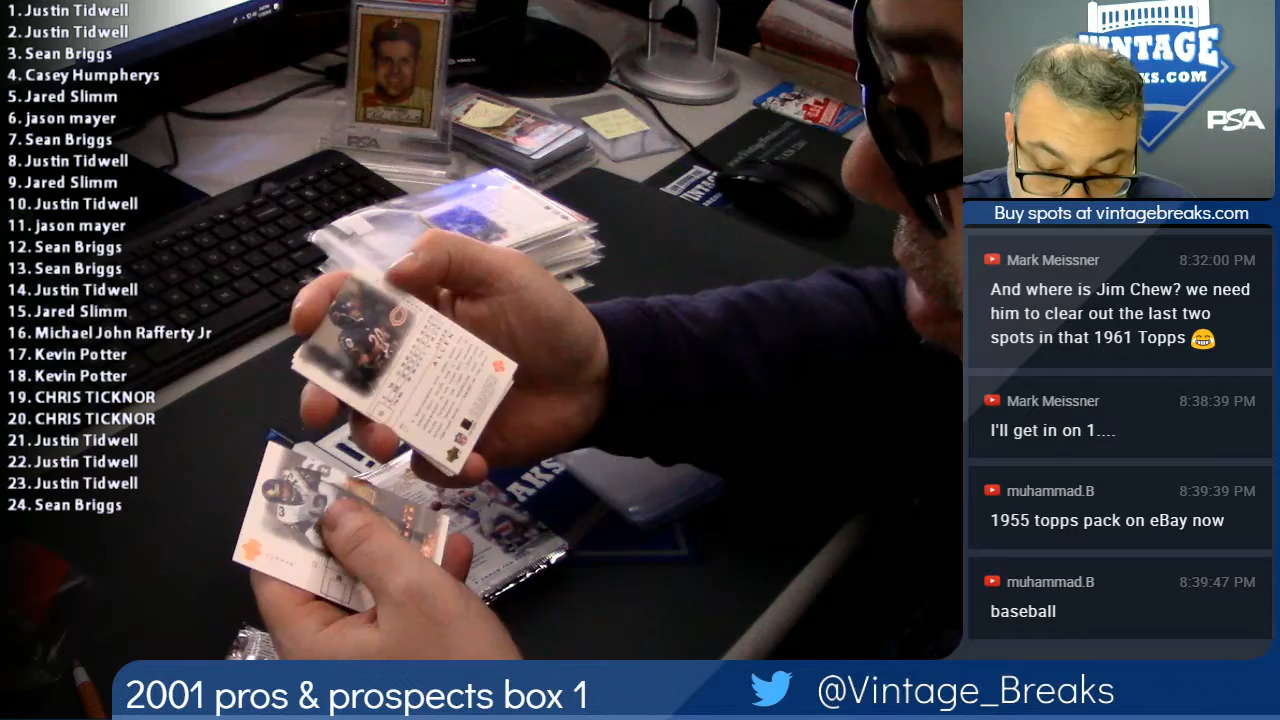 1. Justin Tidwell
2. Justin Tidwell
3. Sean Briggs
4. Casey Humpherys
5. Jared Slimm
6. jason mayer
7. Sean Briggs
8. Justin Tidwell
9. Jared Slimm
10. Justin Tidwell
11. jason mayer
12. Sean Briggs
13. Sean Briggs
14. Justin Tidwell
15. Jared Slimm
16. Michael John Rafferty Jr
17. Kevin Potter
18. Kevin Potter
19. CHRIS TICKNOR
20. CHRIS TICKNOR
21. Justin Tidwell
22. Justin Tidwell
23. Justin Tidwell
24. Sean Briggs
PSA
VINTAGE
ALLEN
20
AKS
VINTAGE
KS.COM
PSA
Buy spots at vintagebreaks.com
Mark Meissner 8:32:00 PM
And where is Jim Chew? we need
him to clear out the last two
spots in that 1961 Topps 😂
Mark Meissner 8:38:39 PM
I'll get in on 1....
muhammad.B 8:39:39 PM
1955 topps pack on eBay now
muhammad.B 8:39:47 PM
baseball
2001 pros & prospects box 1
@Vintage_Breaks